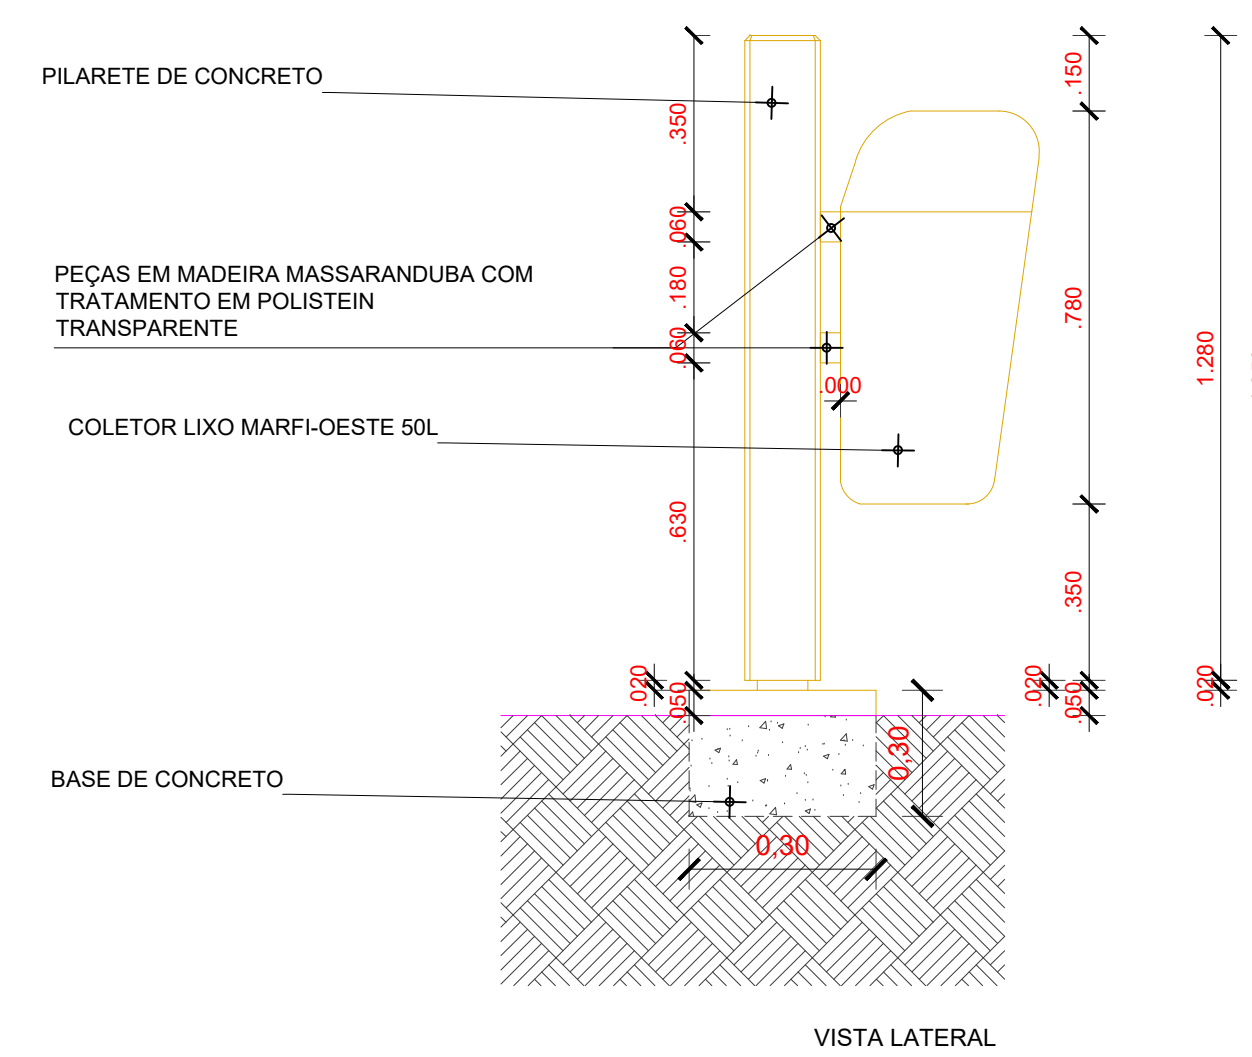 PILARETE DE CONCRETO
.350
.150
.060
PEÇAS EM MADEIRA MASSARANDUBA COM
TRATAMENTO EM POLISTEIN
TRANSPARENTE
.180
.780
.060
1.280
.000
COLETOR LIXO MARFI-OESTE 50L
.630
.350
.020
.050
.020
.050
.020
0,30
BASE DE CONCRETO
0,30
VISTA LATERAL